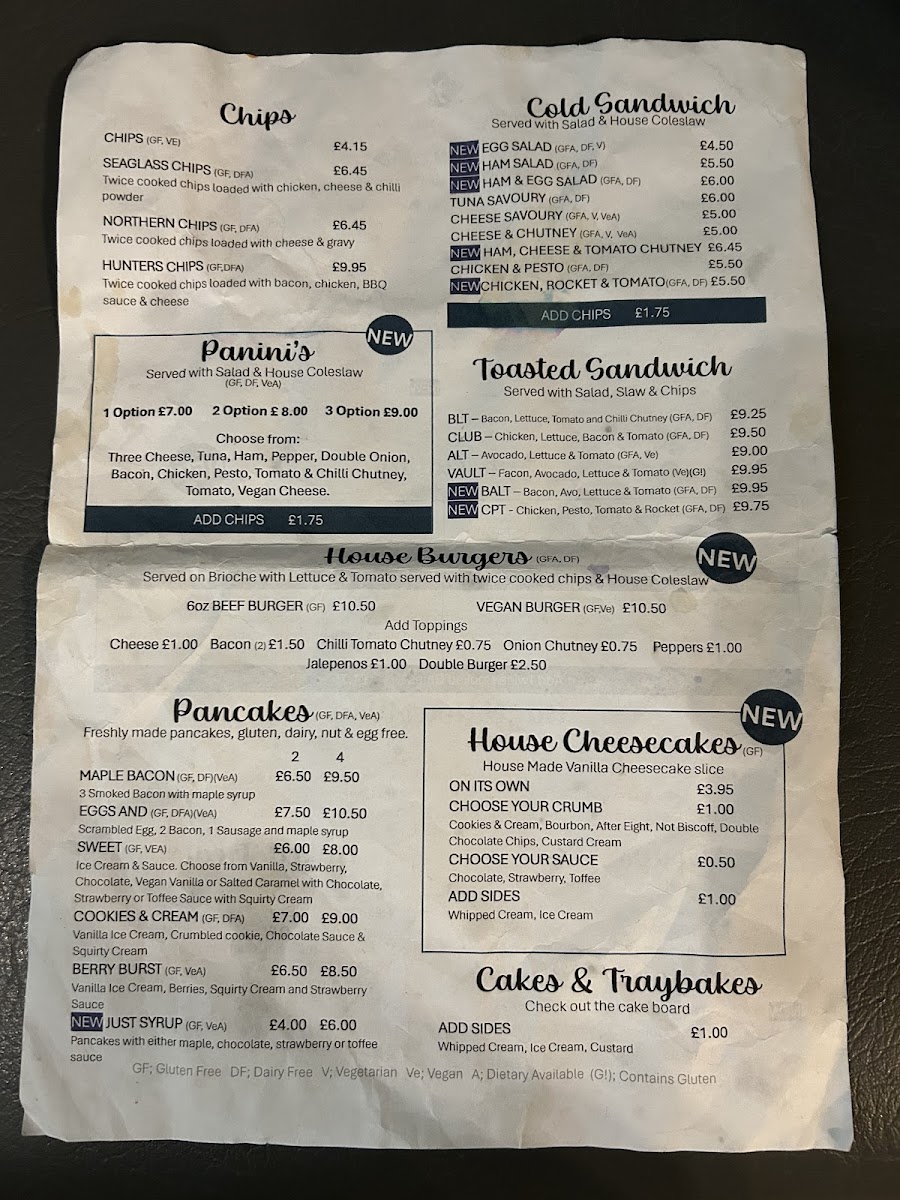 Chips
CHIPS (GF, VE) £4.15
SEAGLASS CHIPS (GF, DFA) £6.45
Twice cooked chips loaded with chicken, cheese & chilli
powder
NORTHERN CHIPS (GF, DFA) £6.45
Twice cooked chips loaded with cheese & gravy
HUNTERS CHIPS (GF,DFA) £9.95
Twice cooked chips loaded with bacon, chicken, BBQ
sauce & cheese
NEW
Panini's
Served with Salad & House Coleslaw
(GF, DF, VeA)
1 Option £7.00 2 Option £ 8.00 3 Option £9.00
Choose from:
Three Cheese, Tuna, Ham, Pepper, Double Onion,
Bacon, Chicken, Pesto, Tomato & Chilli Chutney,
Tomato, Vegan Cheese.
ADD CHIPS £1.75
Cold Sandwich
Served with Salad & House Coleslaw
NEW EGG SALAD (GFA, DF, V) £4.50
NEW HAM SALAD (GFA, DF) £5.50
NEW HAM & EGG SALAD (GFA, DF) £6.00
TUNA SAVOURY (GFA, DF) £6.00
CHEESE SAVOURY (GFA, V, VeA) £5.00
CHEESE & CHUTNEY (GFA, V, VeA) £5.00
NEW HAM, CHEESE & TOMATO CHUTNEY £6.45
CHICKEN & PESTO (GFA, DF) £5.50
NEW CHICKEN, ROCKET & TOMATO(GFA, DF) £5.50
ADD CHIPS £1.75
Toasted Sandwich
Served with Salad, Slaw & Chips
BLT – Bacon, Lettuce, Tomato and Chilli Chutney (GFA, DF) £9.25
CLUB – Chicken, Lettuce, Bacon & Tomato (GFA, DF) £9.50
ALT – Avocado, Lettuce & Tomato (GFA, Ve) £9.00
VAULT – Facon, Avocado, Lettuce & Tomato (Ve)(G!) £9.95
NEW BALT – Bacon, Avo, Lettuce & Tomato (GFA, DF) £9.95
NEW CPT - Chicken, Pesto, Tomato & Rocket (GFA, DF) £9.75
House Burgers (GFA, DF) NEW
Served on Brioche with Lettuce & Tomato served with twice cooked chips & House Coleslaw
6oz BEEF BURGER (GF) £10.50 VEGAN BURGER (GF,Ve) £10.50
Add Toppings
Cheese £1.00 Bacon (2) £1.50 Chilli Tomato Chutney £0.75 Onion Chutney £0.75 Peppers £1.00
Jalepenos £1.00 Double Burger £2.50
Pancakes (GF, DFA, VeA)
Freshly made pancakes, gluten, dairy, nut & egg free.
2 4
MAPLE BACON (GF, DF)(VeA) £6.50 £9.50
3 Smoked Bacon with maple syrup
EGGS AND (GF, DFA)(VeA) £7.50 £10.50
Scrambled Egg, 2 Bacon, 1 Sausage and maple syrup
SWEET (GF, VEA) £6.00 £8.00
Ice Cream & Sauce. Choose from Vanilla, Strawberry,
Chocolate, Vegan Vanilla or Salted Caramel with Chocolate,
Strawberry or Toffee Sauce with Squirty Cream
COOKIES & CREAM (GF, DFA) £7.00 £9.00
Vanilla Ice Cream, Crumbled cookie, Chocolate Sauce &
Squirty Cream
BERRY BURST (GF, VeA) £6.50 £8.50
Vanilla Ice Cream, Berries, Squirty Cream and Strawberry
Sauce
NEW JUST SYRUP (GF, VeA) £4.00 £6.00
Pancakes with either maple, chocolate, strawberry or toffee
sauce
NEW
House Cheesecakes (GF)
House Made Vanilla Cheesecake slice
ON ITS OWN £3.95
CHOOSE YOUR CRUMB £1.00
Cookies & Cream, Bourbon, After Eight, Not Biscoff, Double
Chocolate Chips, Custard Cream
CHOOSE YOUR SAUCE £0.50
Chocolate, Strawberry, Toffee
ADD SIDES £1.00
Whipped Cream, Ice Cream
Cakes & Traybakes
Check out the cake board
ADD SIDES £1.00
Whipped Cream, Ice Cream, Custard
GF; Gluten Free DF; Dairy Free V; Vegetarian Ve; Vegan A; Dietary Available (G!); Contains Gluten